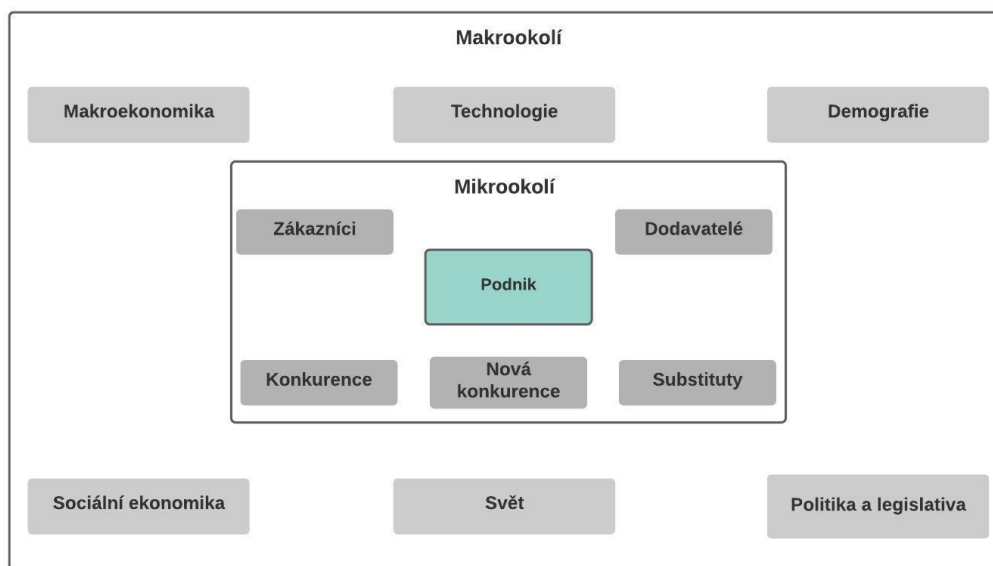 Makrookolí
Makroekonomika
Technologie
Demografie
Mikrookolí
Zákazníci
Dodavatelé
Podnik
Konkurence
Nová
konkurence
Substituty
Sociální ekonomika
Svět
Politika a legislativa